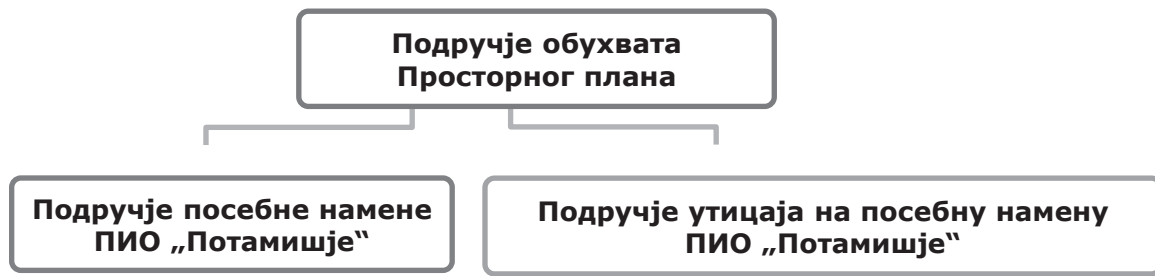 Подручје обухвата
Просторног плана
Подручје посебне намене
ПИО „Потамишје“
Подручје утицаја на посебну намену
ПИО „Потамишје“